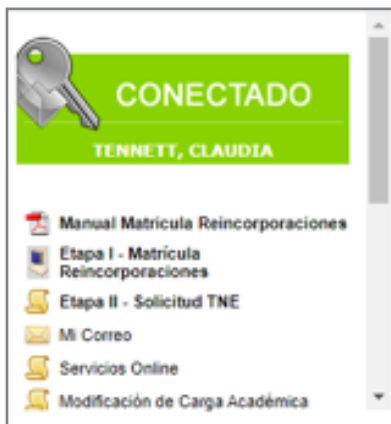 CONECTADO
TENNETT, CLAUDIA
Manual Matrícula Reincorporaciones
Etapa I - Matrícula
Reincorporaciones
Etapa II - Solicitud TNE
Mi Correo
Servicios Online
Modificación de Carga Académica